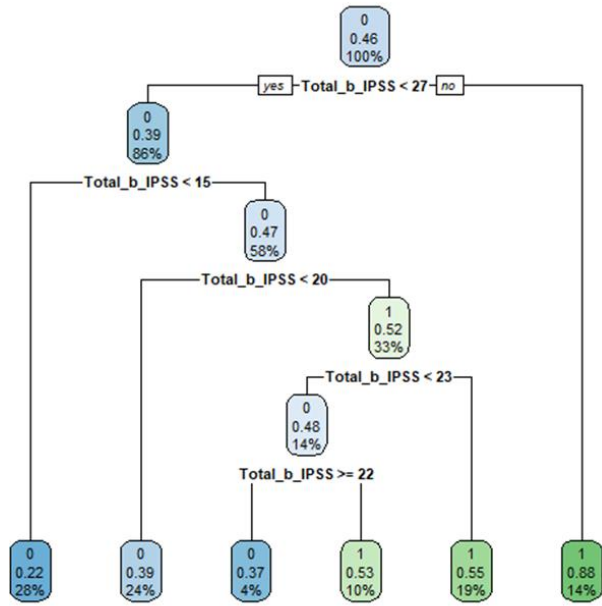 0
0.46
100%
yes Total_b_IPSS < 27 no
0
0.39
86%
Total_b_IPSS < 15
0
0.47
58%
Total_b_IPSS < 20
1
0.52
33%
Total_b_IPSS < 23
0
0.48
14%
Total_b_IPSS >= 22
0 0 0 1 1 1
0.22 0.39 0.37 0.53 0.55 0.88
28% 24% 4% 10% 19% 14%